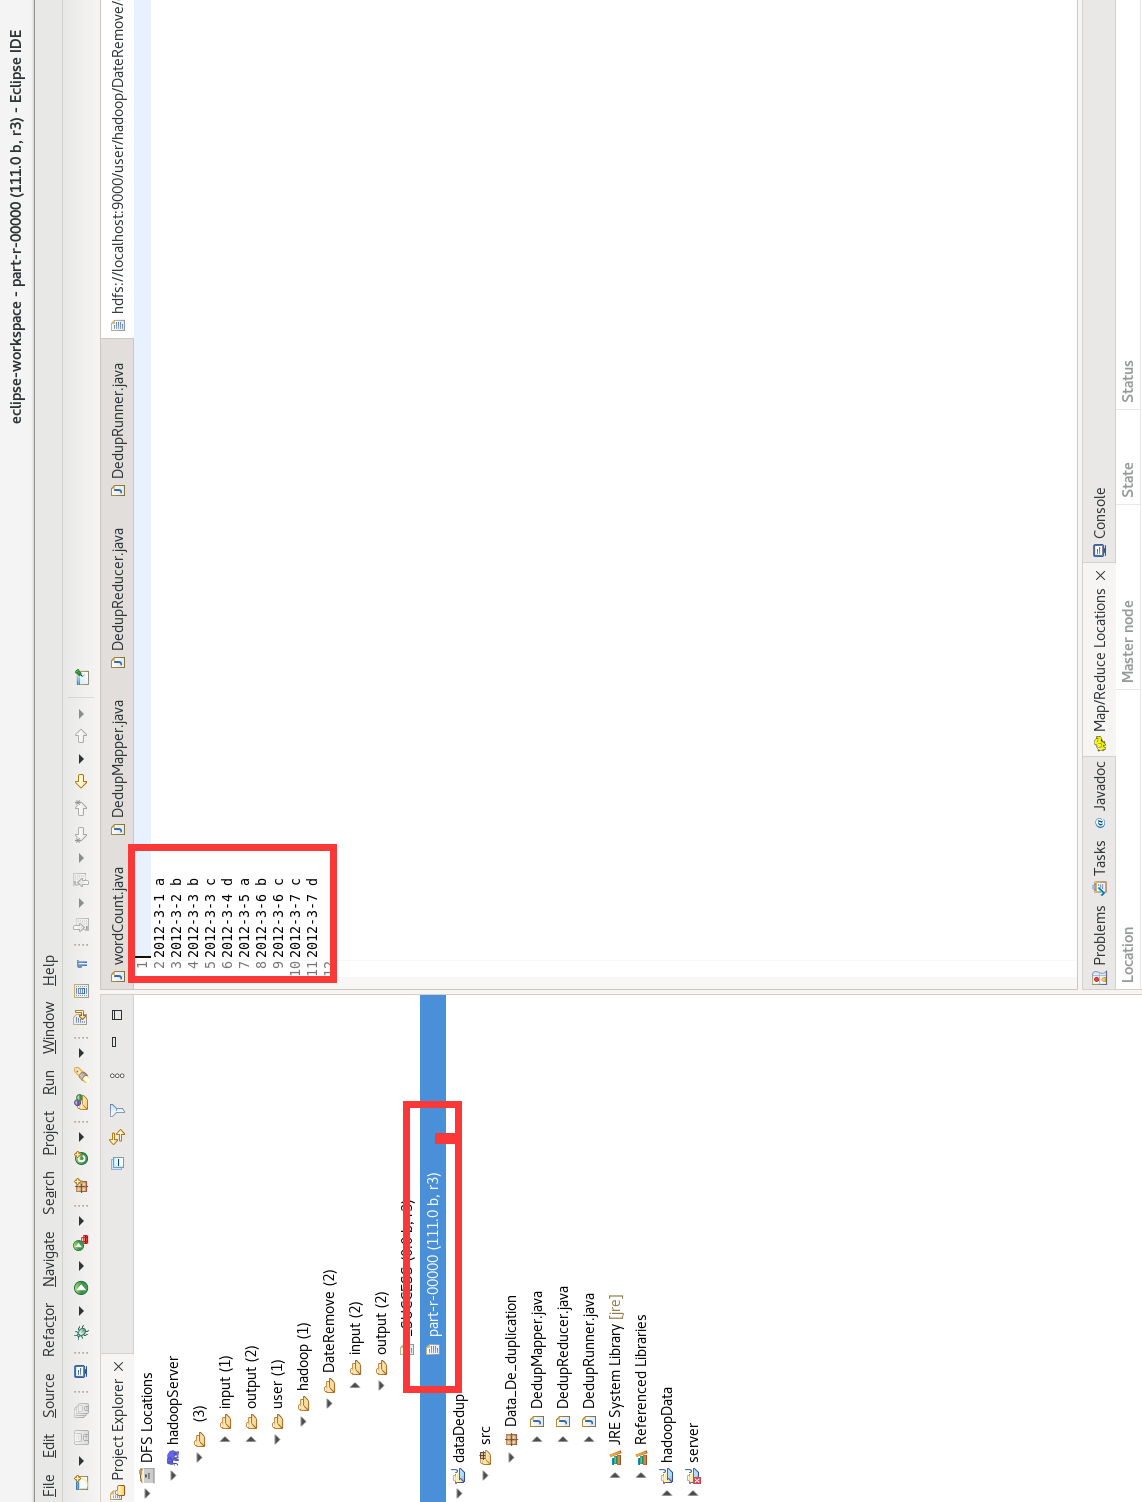 eclipse-workspace - part-r-00000 (111.0 b, r3) - Eclipse IDE
File Edit Source Refactor Navigate Search Project Run Window Help
Project Explorer
DFS Locations
hadoopServer
(3)
input (1)
output (2)
user (1)
hadoop (1)
DateRemove (2)
input (2)
output (2)
part-r-00000 (111.0 b, r3)
dataDedup
src
Data_De_duplication
DedupMapper.java
DedupReducer.java
DedupRunner.java
JRE System Library [jre]
Referenced Libraries
hadoopData
server
wordCount.java DedupMapper.java DedupReducer.java DedupRunner.java hdfs://localhost:9000/user/hadoop/DateRemove/
1
2 2012-3-1 a
3 2012-3-2 b
4 2012-3-3 b
5 2012-3-3 c
6 2012-3-4 d
7 2012-3-5 a
8 2012-3-6 b
9 2012-3-6 c
10 2012-3-7 c
11 2012-3-7 d
12
Problems Tasks @ Javadoc Map/Reduce Locations Console
Location Master node State Status